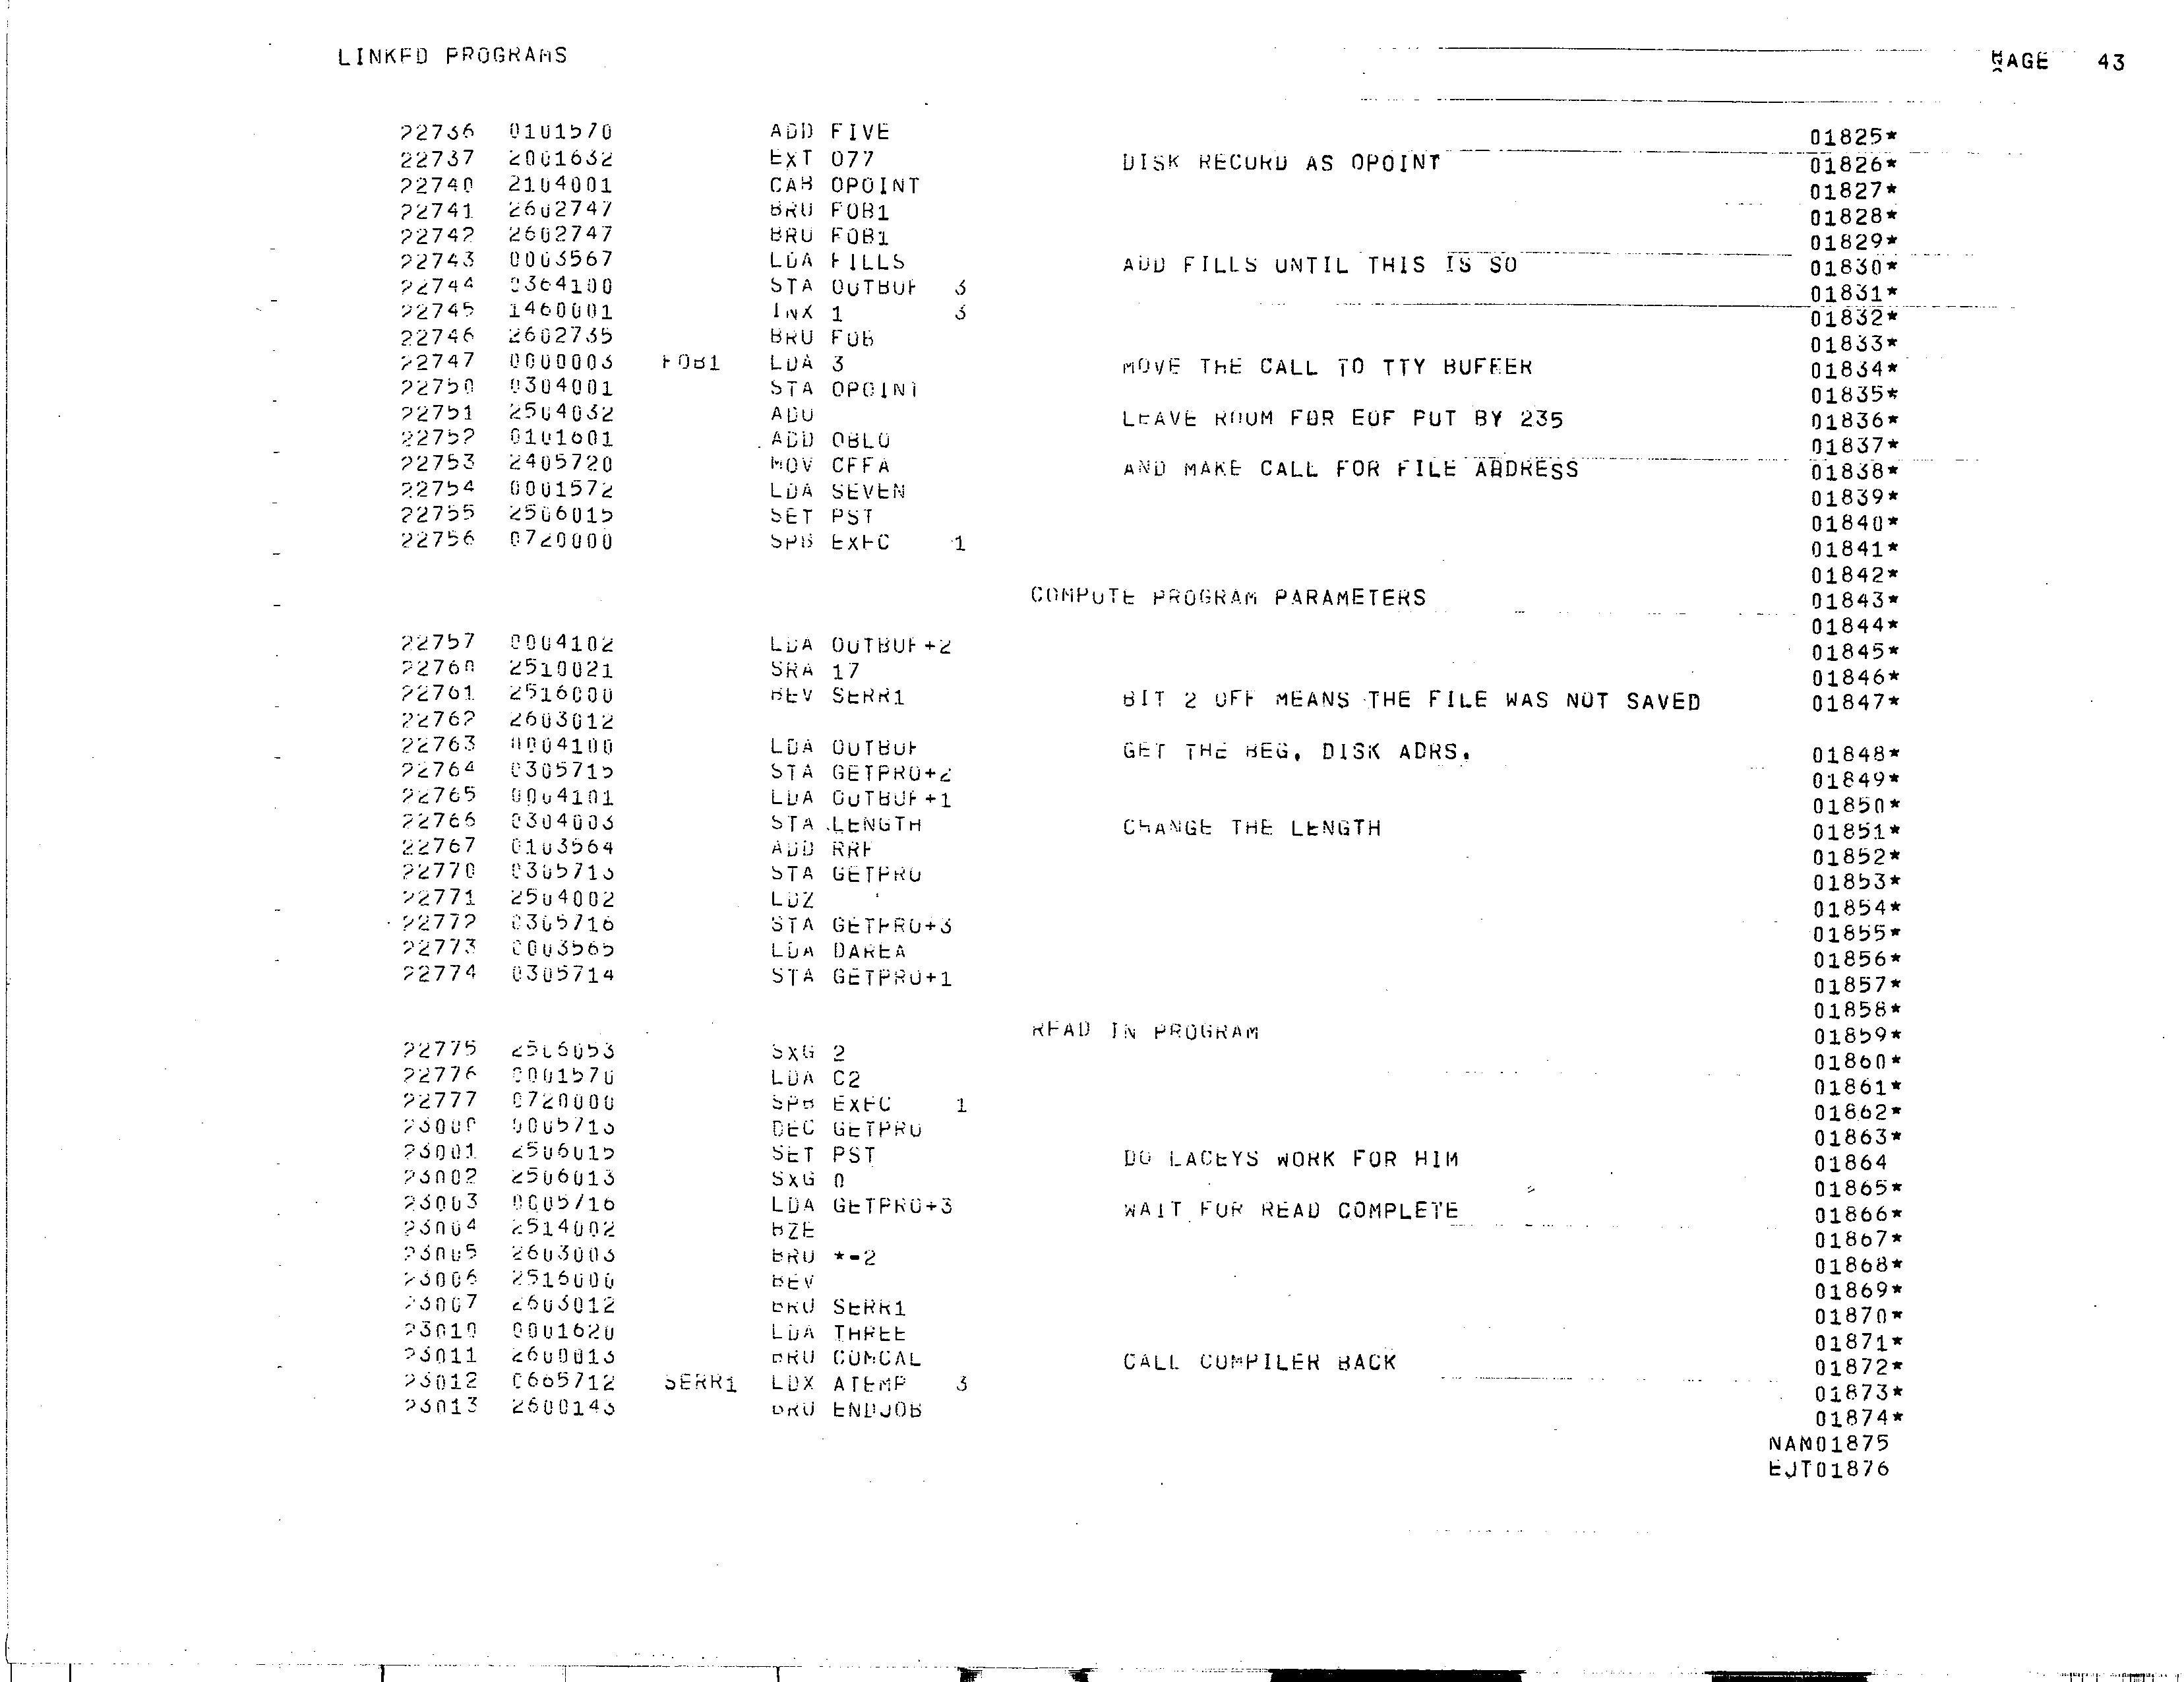 LINKED PROGRAMS PAGE 43
22736 0101570 ADD FIVE 01825*
22737 2001632 EXT 077 DISK RECORD AS OPOINT 01826*
22740 2104001 CAB OPOINT 01827*
22741 2602747 BRU FOB1 01828*
22742 2602747 BRU FOB1 01829*
22743 0003567 LDA FILLS ADD FILLS UNTIL THIS IS SO 01830*
22744 0364100 STA OUTBUF 3 01831*
22745 1460001 INX 1 3 01832*
22746 2602735 BRU FOB 01833*
22747 0000003 FOB1 LDA 3 MOVE THE CALL TO TTY BUFFER 01834*
22750 0304001 STA OPOINT 01835*
22751 2504032 ADO LEAVE ROOM FOR EOF PUT BY 235 01836*
22752 0101601 ADD OBLO 01837*
22753 2405720 MOV CFFA AND MAKE CALL FOR FILE ADDRESS 01838*
22754 0001572 LDA SEVEN 01839*
22755 2506015 SET PST 01840*
22756 0720000 SPB EXEC 1 01841*
01842*
COMPUTE PROGRAM PARAMETERS 01843*
01844*
22757 0004102 LDA OUTBUF+2 01845*
22760 2510021 SRA 17 01846*
22761 2516000 BEV SERR1 BIT 2 OFF MEANS THE FILE WAS NOT SAVED 01847*
22762 2603012
22763 0004100 LDA OUTBUF GET THE BEG. DISK ADRS. 01848*
22764 0305715 STA GETPRO+2 01849*
22765 0004101 LDA OUTBUF+1 01850*
22766 0304003 STA LENGTH CHANGE THE LENGTH 01851*
22767 0103564 ADD RRF 01852*
22770 0305713 STA GETPRO 01853*
22771 2504002 LDZ 01854*
22772 0305716 STA GETPRO+3 01855*
22773 0003565 LDA DAREA 01856*
22774 0305714 STA GETPRO+1 01857*
01858*
READ IN PROGRAM 01859*
22775 2506053 SXG 2 01860*
22776 0001570 LDA C2 01861*
22777 0720000 SPB EXEC 1 01862*
23000 0005713 DEC GETPRO 01863*
23001 2506015 SET PST DO LACEYS WORK FOR HIM 01864
23002 2506013 SXG 0 01865*
23003 0005716 LDA GETPRO+3 WAIT FOR READ COMPLETE 01866*
23004 2514002 BZE 01867*
23005 2603003 BRU *-2 01868*
23006 2516000 BEV 01869*
23007 2603012 BRU SERR1 01870*
23010 0001620 LDA THREE 01871*
23011 2600013 BRU COMCAL CALL COMPILER BACK 01872*
23012 0665712 SERR1 LDX ATEMP 3 01873*
23013 2600143 BRU ENDJOB 01874*
NAM01875
EJT01876